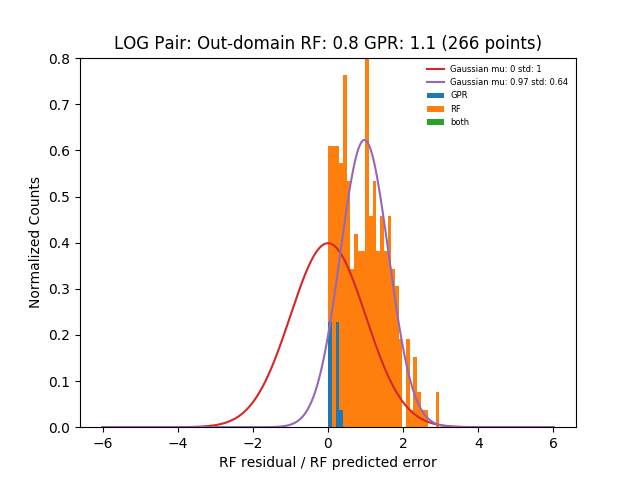 LOG Pair: Out-domain RF: 0.8 GPR: 1.1 (266 points)
0.8
0.7
0.6
0.5
0.4
0.3
0.2
0.1
0.0
Normalized Counts
Gaussian mu: 0 std: 1
Gaussian mu: 0.97 std: 0.64
GPR
RF
both
−6 −4 −2 0 2 4 6
RF residual / RF predicted error